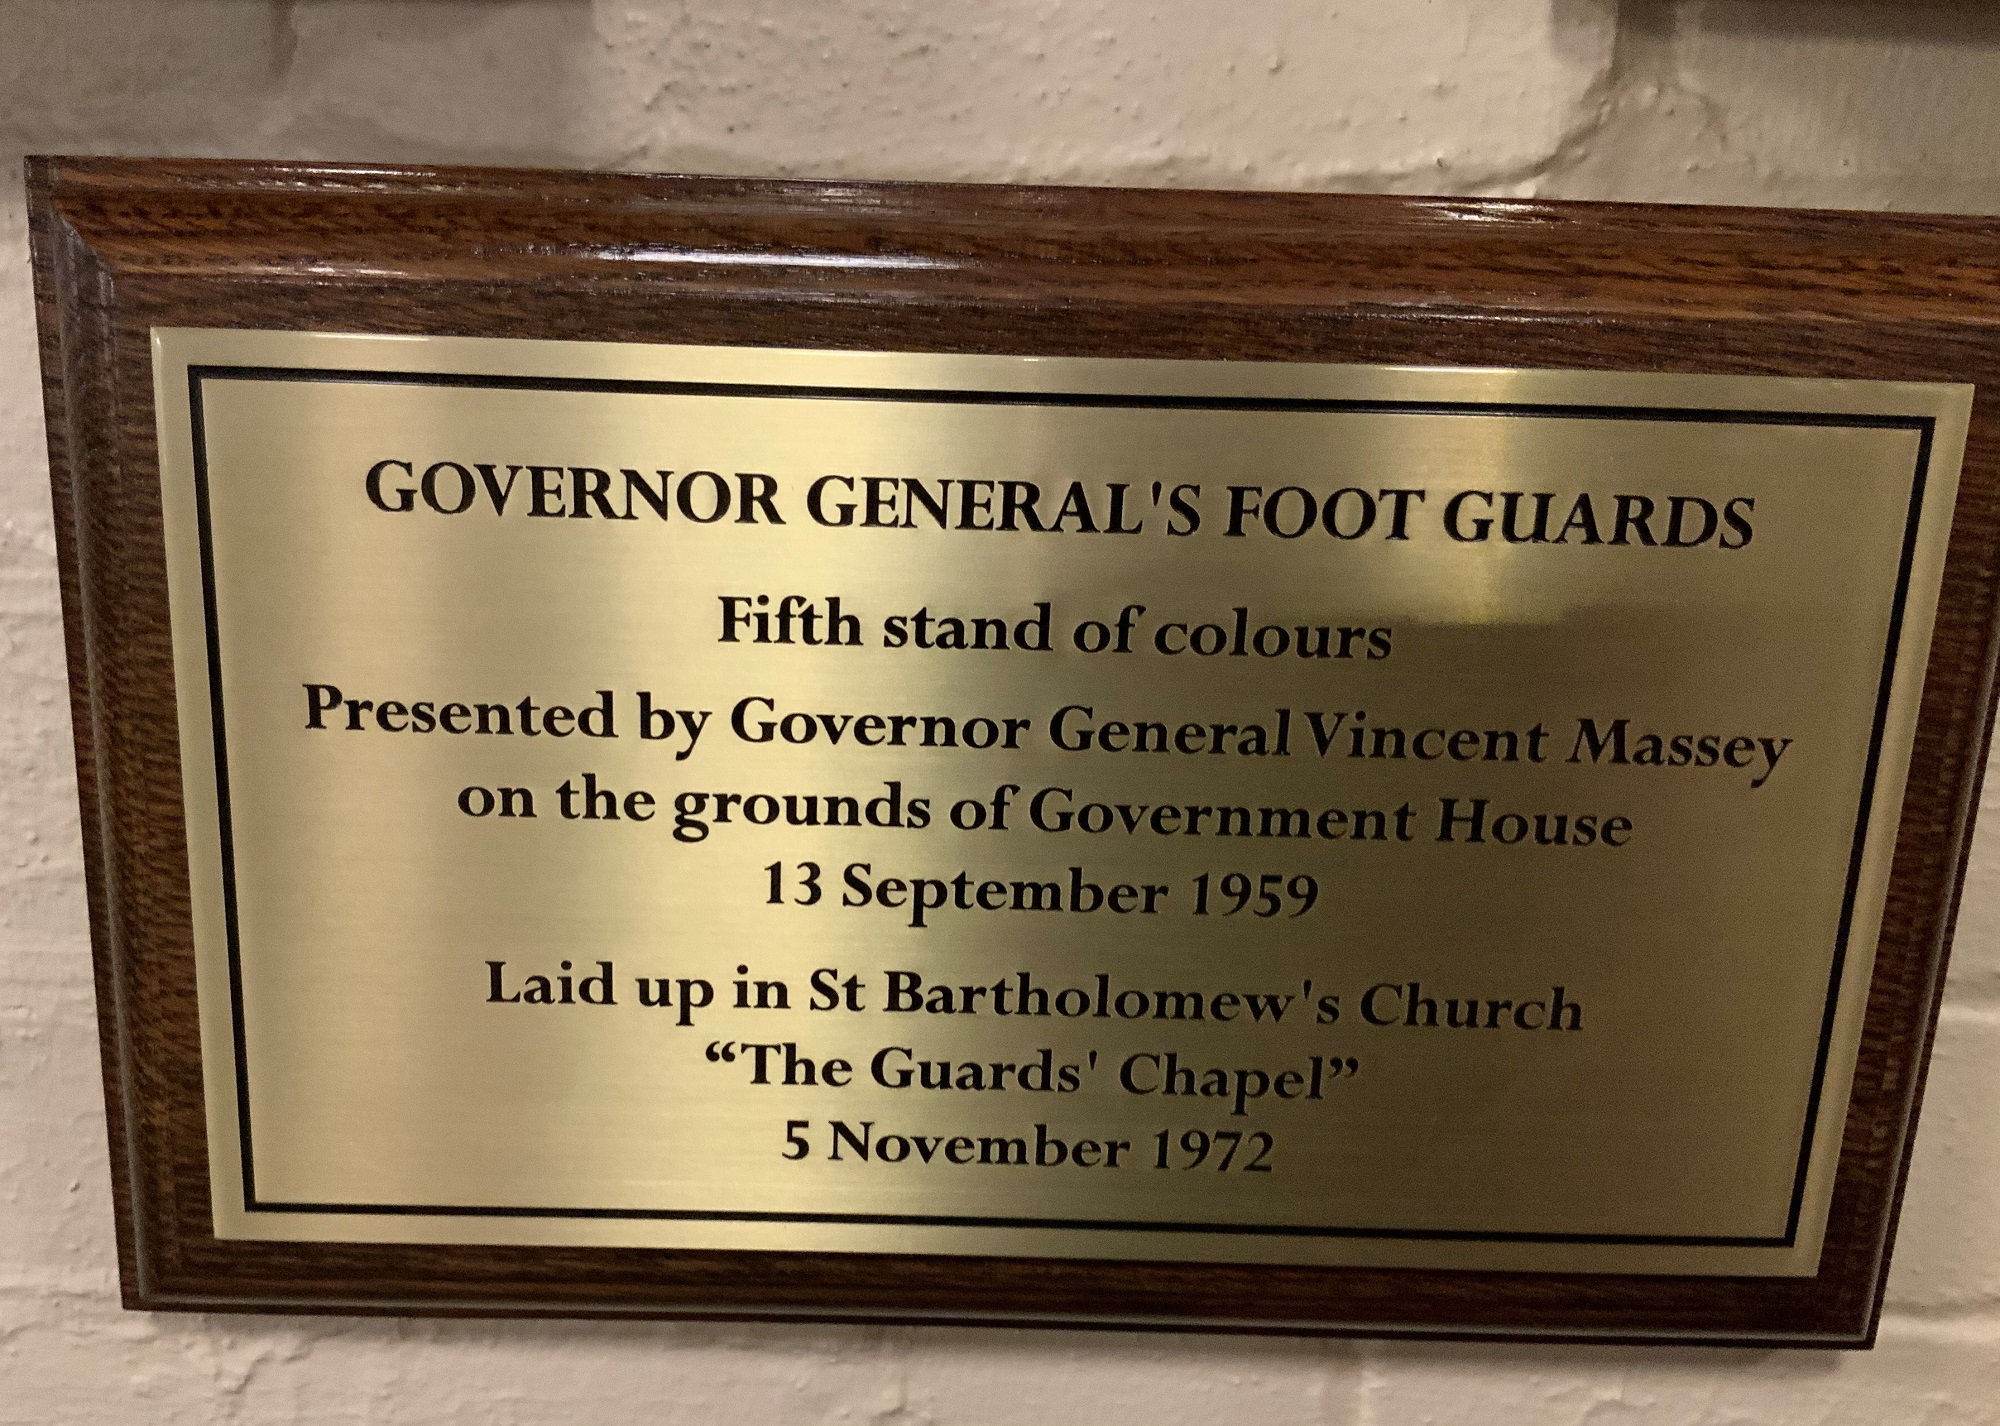 GOVERNOR GENERAL'S FOOT GUARDS
Fifth stand of colours
Presented by Governor General Vincent Massey
on the grounds of Government House
13 September 1959
Laid up in St Bartholomew's Church
“The Guards' Chapel”
5 November 1972